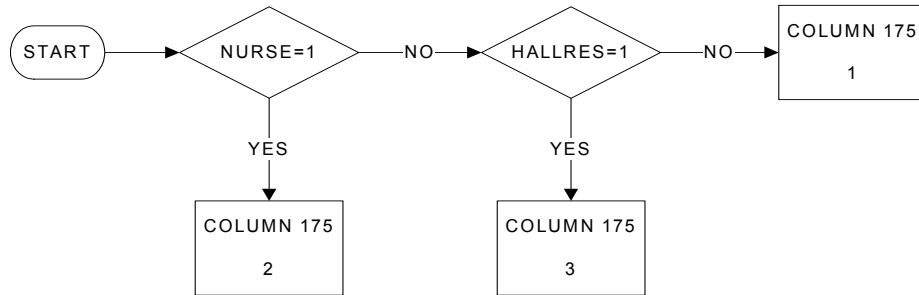 START
NURSE=1
NO
HALLRES=1
NO
COLUMN 175
1
YES
YES
COLUMN 175
2
COLUMN 175
3